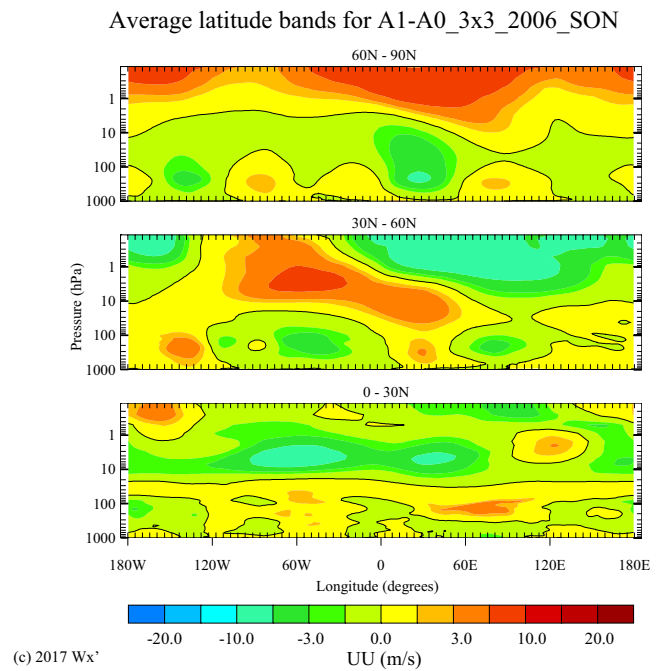 Average latitude bands for A1-A0_3x3_2006_SON
60N - 90N
1
10
100
1000
30N - 60N
Pressure (hPa)
1
10
100
1000
0 - 30N
1
10
100
1000
180W 120W 60W 0 60E 120E 180E
Longitude (degrees)
-20.0 -10.0 -3.0 0.0 3.0 10.0 20.0
UU (m/s)
(c) 2017 Wx'